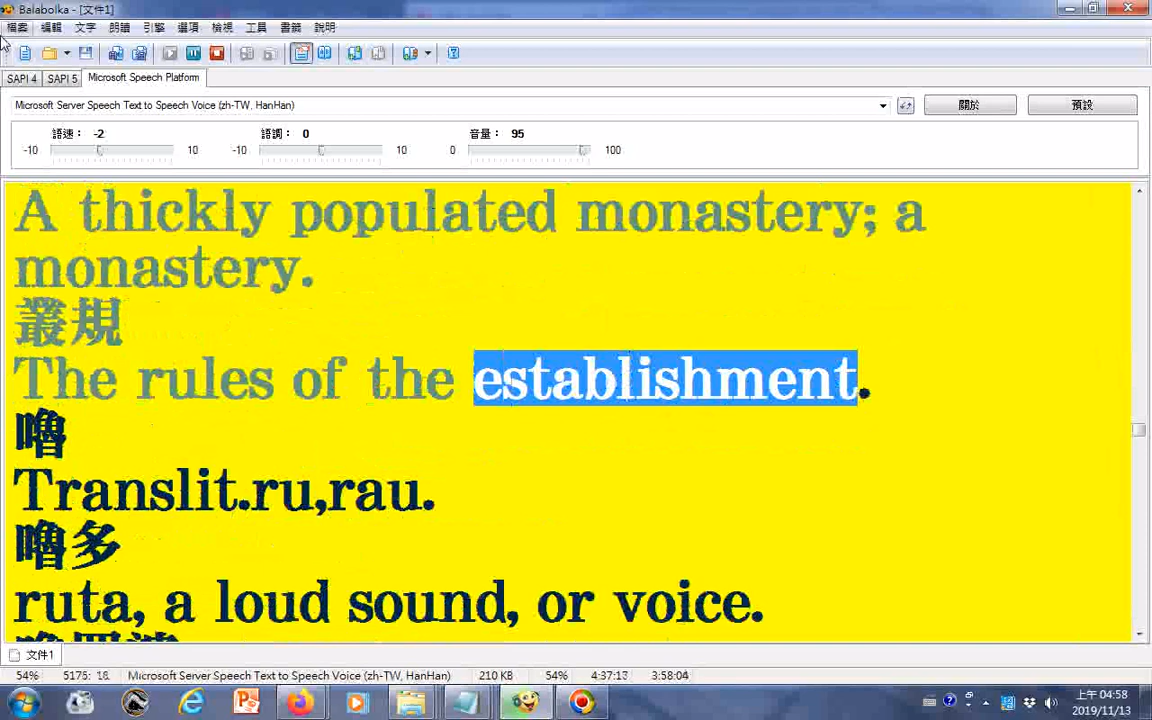 Balabolka - [文件1]
檔案 編輯 文字 朗讀 引擎 選項 檢視 工具 書籤 說明
SAPI 4 SAPI 5 Microsoft Speech Platform
Microsoft Server Speech Text to Speech Voice (zh-TW, HanHan) 關於 預設
語速： -2 語調： 0 音量： 95
-10 10 -10 10 0 100
A thickly populated monastery; a
monastery.
叢規
The rules of the establishment.
嚕
Translit.ru,rau.
嚕多
ruta, a loud sound, or voice.
文件1
54% 5175: 18 Microsoft Server Speech Text to Speech Voice (zh-TW, HanHan) 210 KB 54% 4:37:13 3:58:04
上午 04:58
2019/11/13